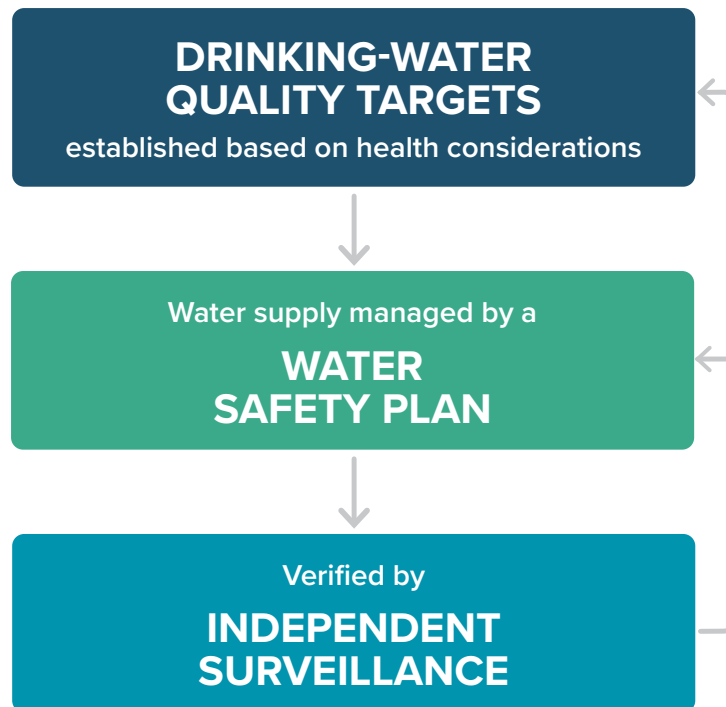 DRINKING-WATER
QUALITY TARGETS
established based on health considerations
Water supply managed by a
WATER
SAFETY PLAN
Verified by
INDEPENDENT
SURVEILLANCE